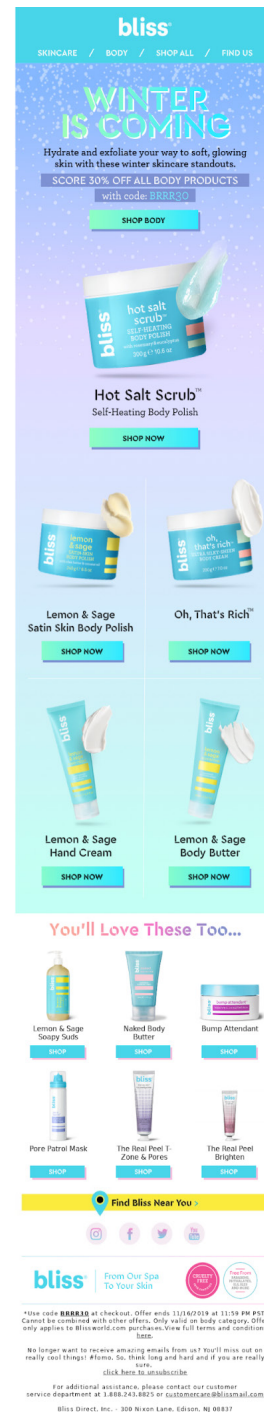 bliss
SKINCARE / BODY / SHOP ALL / FIND US
WINTER
IS COMING
Hydrate and exfoliate your way to soft, glowing
skin with these winter skincare standouts.
SCORE 30% OFF ALL BODY PRODUCTS
with code: BRRR30
SHOP BODY
bliss
hot salt
scrub™
SELF-HEATING
BODY POLISH
Hot Salt Scrub™
Self-Heating Body Polish
SHOP NOW
bliss
lemon
& sage
bliss
oh,
that's rich
Lemon & Sage
Satin Skin Body Polish
Oh, That's Rich™
SHOP NOW
SHOP NOW
bliss
bliss
Lemon & Sage
Hand Cream
Lemon & Sage
Body Butter
SHOP NOW
SHOP NOW
You'll Love These Too...
Lemon & Sage
Soapy Suds
Naked Body
Butter
Bump Attendant
SHOP
SHOP
SHOP
Pore Patrol Mask
The Real Peel T-
Zone & Pores
The Real Peel
Brighten
SHOP
SHOP
SHOP
Find Bliss Near You >
bliss
From Our Spa
To Your Skin
CRUELTY
FREE
*Use code BRRR30 at checkout. Offer ends 11/16/2019 at 11:59 PM PST
Cannot be combined with other offers. Only valid on body category. Offe
only applies to Blissworld.com purchases. View full terms and condition
here.
No longer want to receive amazing emails from us? You'll miss out on
really cool things! #fomo. So, think long and hard and if you are really
sure,
click here to unsubscribe
For additional assistance, please contact our customer
service department at 1.888.243.8825 or customercare@blissmail.com
Bliss Direct, Inc. - 300 Nixon Lane, Edison, NJ 08837